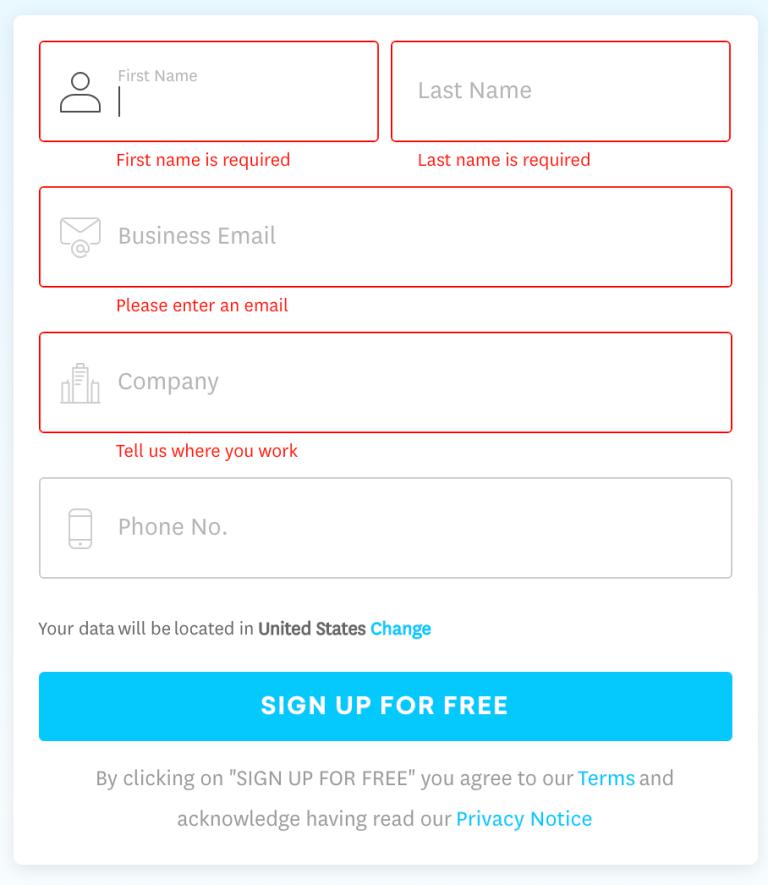 First Name
Last Name
First name is required
Last name is required
Business Email
Please enter an email
Company
Tell us where you work
Phone No.
Your data will be located in United States Change
SIGN UP FOR FREE
By clicking on "SIGN UP FOR FREE" you agree to our Terms and
acknowledge having read our Privacy Notice